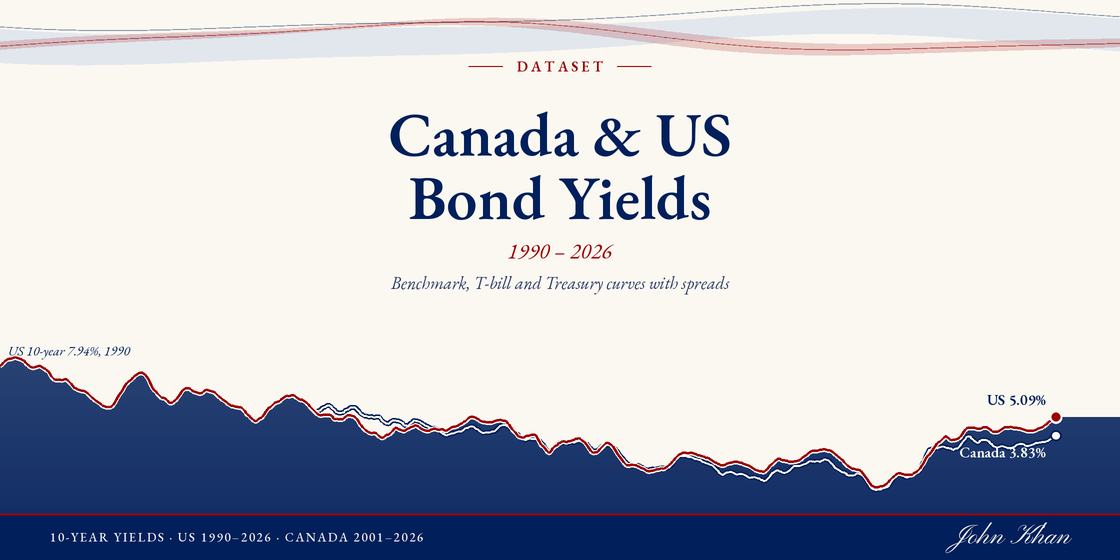 DATASET
Canada & US
Bond Yields
1990 – 2026
Benchmark, T-bill and Treasury curves with spreads
US 10-year 7.94%, 1990
US 5.09%
Canada 3.83%
10-YEAR YIELDS · US 1990–2026 · CANADA 2001–2026
John Khan